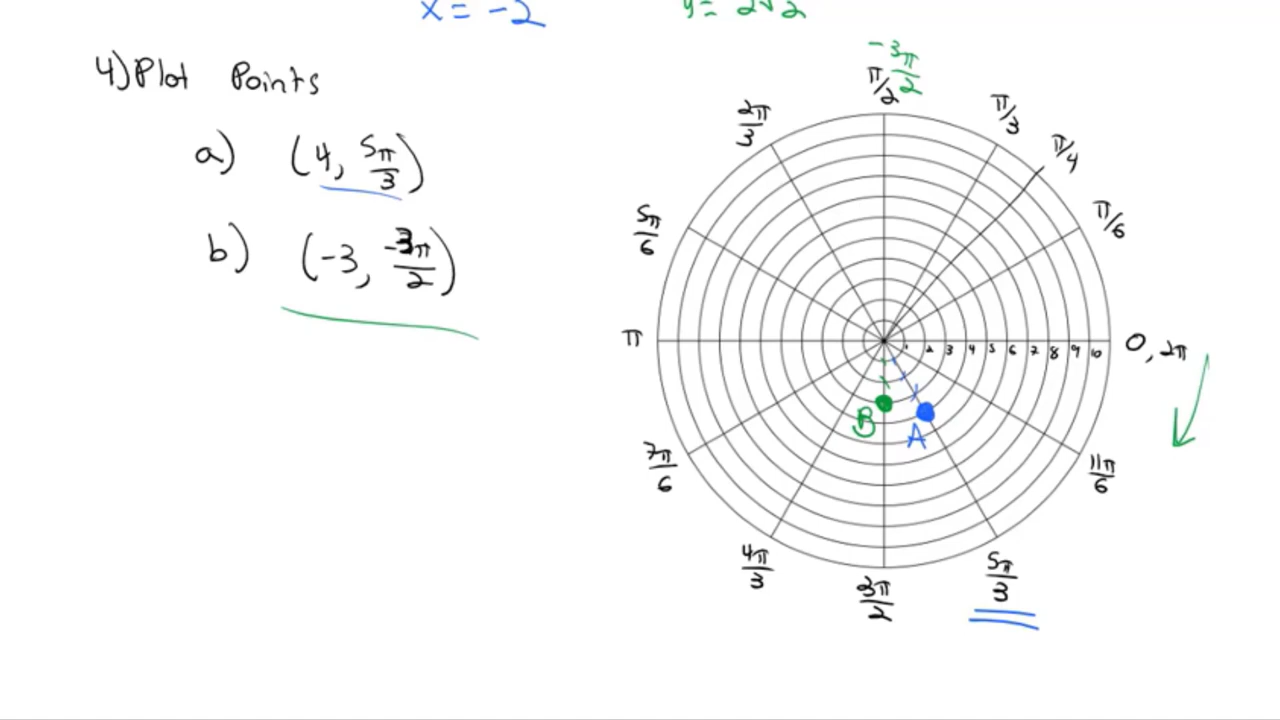 x = -2
y = 2√2
4) Plot Points
a) (4, 5π/3)
b) (-3, -3π/2)
-3π/2
π/2
2π/3
π/3
π/4
5π/6
π/6
π
1 2 3 4 5 6 7 8 9 10
0, 2π
B
A
7π/6
11π/6
4π/3
3π/2
5π/3